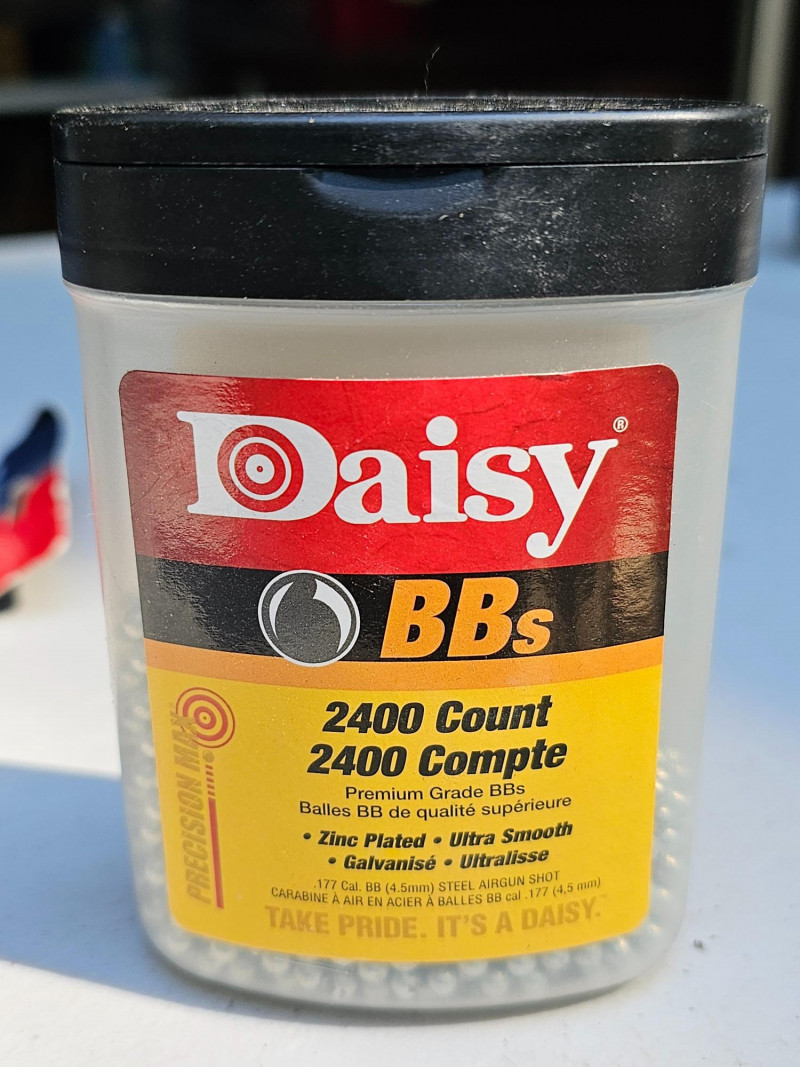 Daisy®
BBs
2400 Count
2400 Compte
Premium Grade BBs
Balles BB de qualité supérieure
• Zinc Plated • Ultra Smooth
• Galvanisé • Ultralisse
.177 Cal. BB (4.5mm) STEEL AIRGUN SHOT
CARABINE À AIR EN ACIER À BALLES BB cal .177 (4,5 mm)
TAKE PRIDE. IT'S A DAISY.™
PRECISION MAX